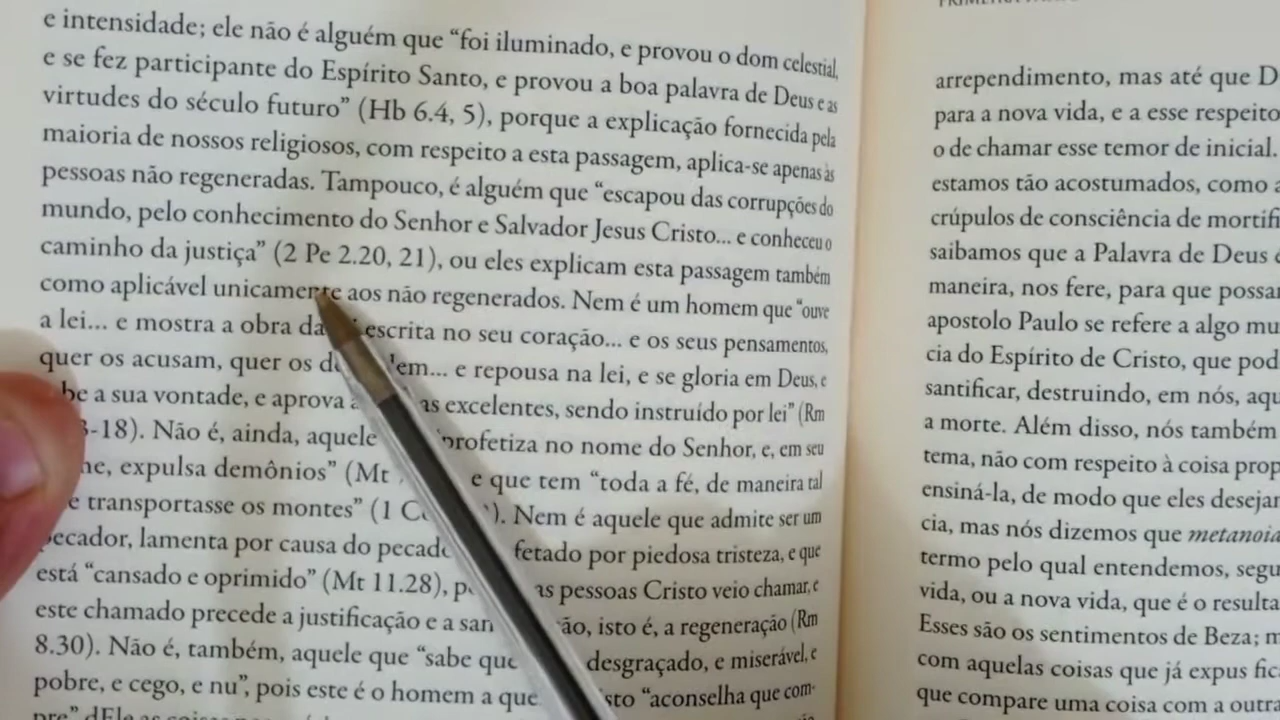 e intensidade; ele não é alguém que “foi iluminado, e provou o dom celestial,
e se fez participante do Espírito Santo, e provou a boa palavra de Deus e as
virtudes do século futuro” (Hb 6.4, 5), porque a explicação fornecida pela
maioria de nossos religiosos, com respeito a esta passagem, aplica-se apenas às
pessoas não regeneradas. Tampouco, é alguém que “escapou das corrupções do
mundo, pelo conhecimento do Senhor e Salvador Jesus Cristo... e conheceu o
caminho da justiça” (2 Pe 2.20, 21), ou eles explicam esta passagem também
como aplicável unicamente aos não regenerados. Nem é um homem que “ouve
a lei... e mostra a obra da escrita no seu coração... e os seus pensamentos,
quer os acusam, quer os ... e repousa na lei, e se gloria em Deus, e
a sua vontade, e aprova as excelentes, sendo instruído por lei” (Rm
-18). Não é, ainda, aquele “profetiza no nome do Senhor, e, em seu
expulsa demônios” (Mt e que tem “toda a fé, de maneira tal
e transportasse os montes” (1 ). Nem é aquele que admite ser um
pecador, lamenta por causa do por piedosa tristeza, e que
está “cansado e oprimido” (Mt 11.28), pessoas Cristo veio chamar, e
este chamado precede a justificação e a isto é, a regeneração (Rm
8.30). Não é, também, aquele que “sabe que desgraçado, e miserável, e
pobre, e cego, e nu”, pois este é o homem a “aconselha que com-
arrependimento, mas até que D
para a nova vida, e a esse respeito
o de chamar esse temor de inicial.
estamos tão acostumados, como a
crúpulos de consciência de mortifi
saibamos que a Palavra de Deus
maneira, nos fere, para que possa
apostolo Paulo se refere a algo mu
cia do Espírito de Cristo, que pod
santificar, destruindo, em nós, aqu
a morte. Além disso, nós também
tema, não com respeito à coisa prop
ensiná-la, de modo que eles desejar
cia, mas nós dizemos que metanoia
termo pelo qual entendemos, segu
vida, ou a nova vida, que é o resulta
Esses são os sentimentos de Beza; m
com aquelas coisas que já expus fic
que compare uma coisa com a outra